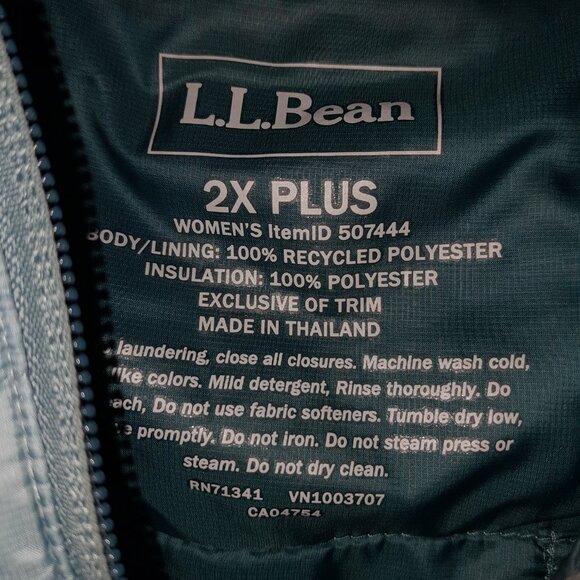 L.L.Bean
2X PLUS
WOMEN'S ItemID 507444
BODY/LINING: 100% RECYCLED POLYESTER
INSULATION: 100% POLYESTER
EXCLUSIVE OF TRIM
MADE IN THAILAND
laundering, close all closures. Machine wash cold,
like colors. Mild detergent, Rinse thoroughly. Do
Do not use fabric softeners. Tumble dry low,
promptly. Do not iron. Do not steam press or
steam. Do not dry clean.
RN71341 VN1003707
CA04754